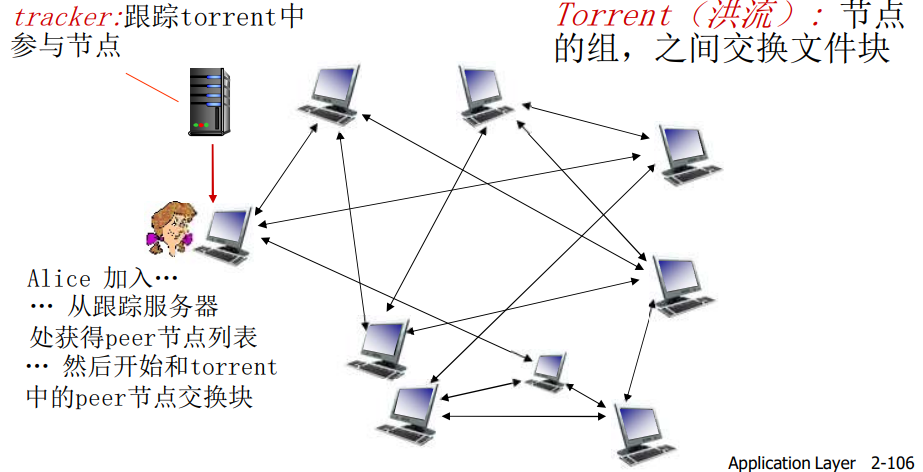 tracker:跟踪torrent中
参与节点
Torrent（洪流）: 节点
的组，之间交换文件块
Alice 加入…
… 从跟踪服务器
处获得peer节点列表
… 然后开始和torrent
中的peer节点交换块
Application Layer 2-106